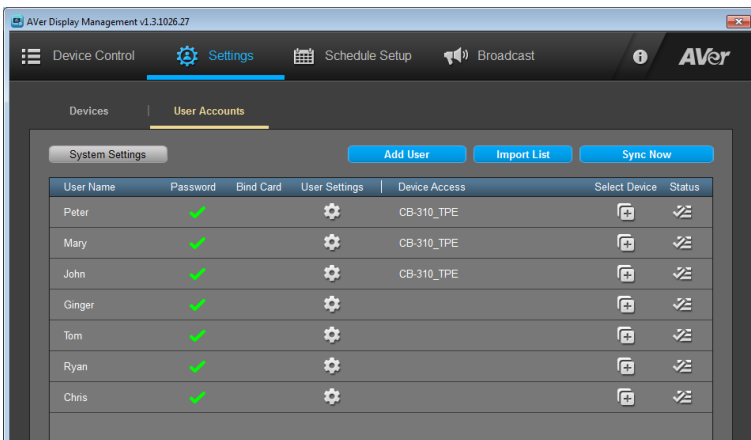 AVer Display Management v1.3.1026.27
Device Control Settings Schedule Setup Broadcast AVer
Devices | User Accounts
System Settings Add User Import List Sync Now
User Name Password Bind Card User Settings Device Access Select Device Status
Peter CB-310_TPE
Mary CB-310_TPE
John CB-310_TPE
Ginger
Tom
Ryan
Chris